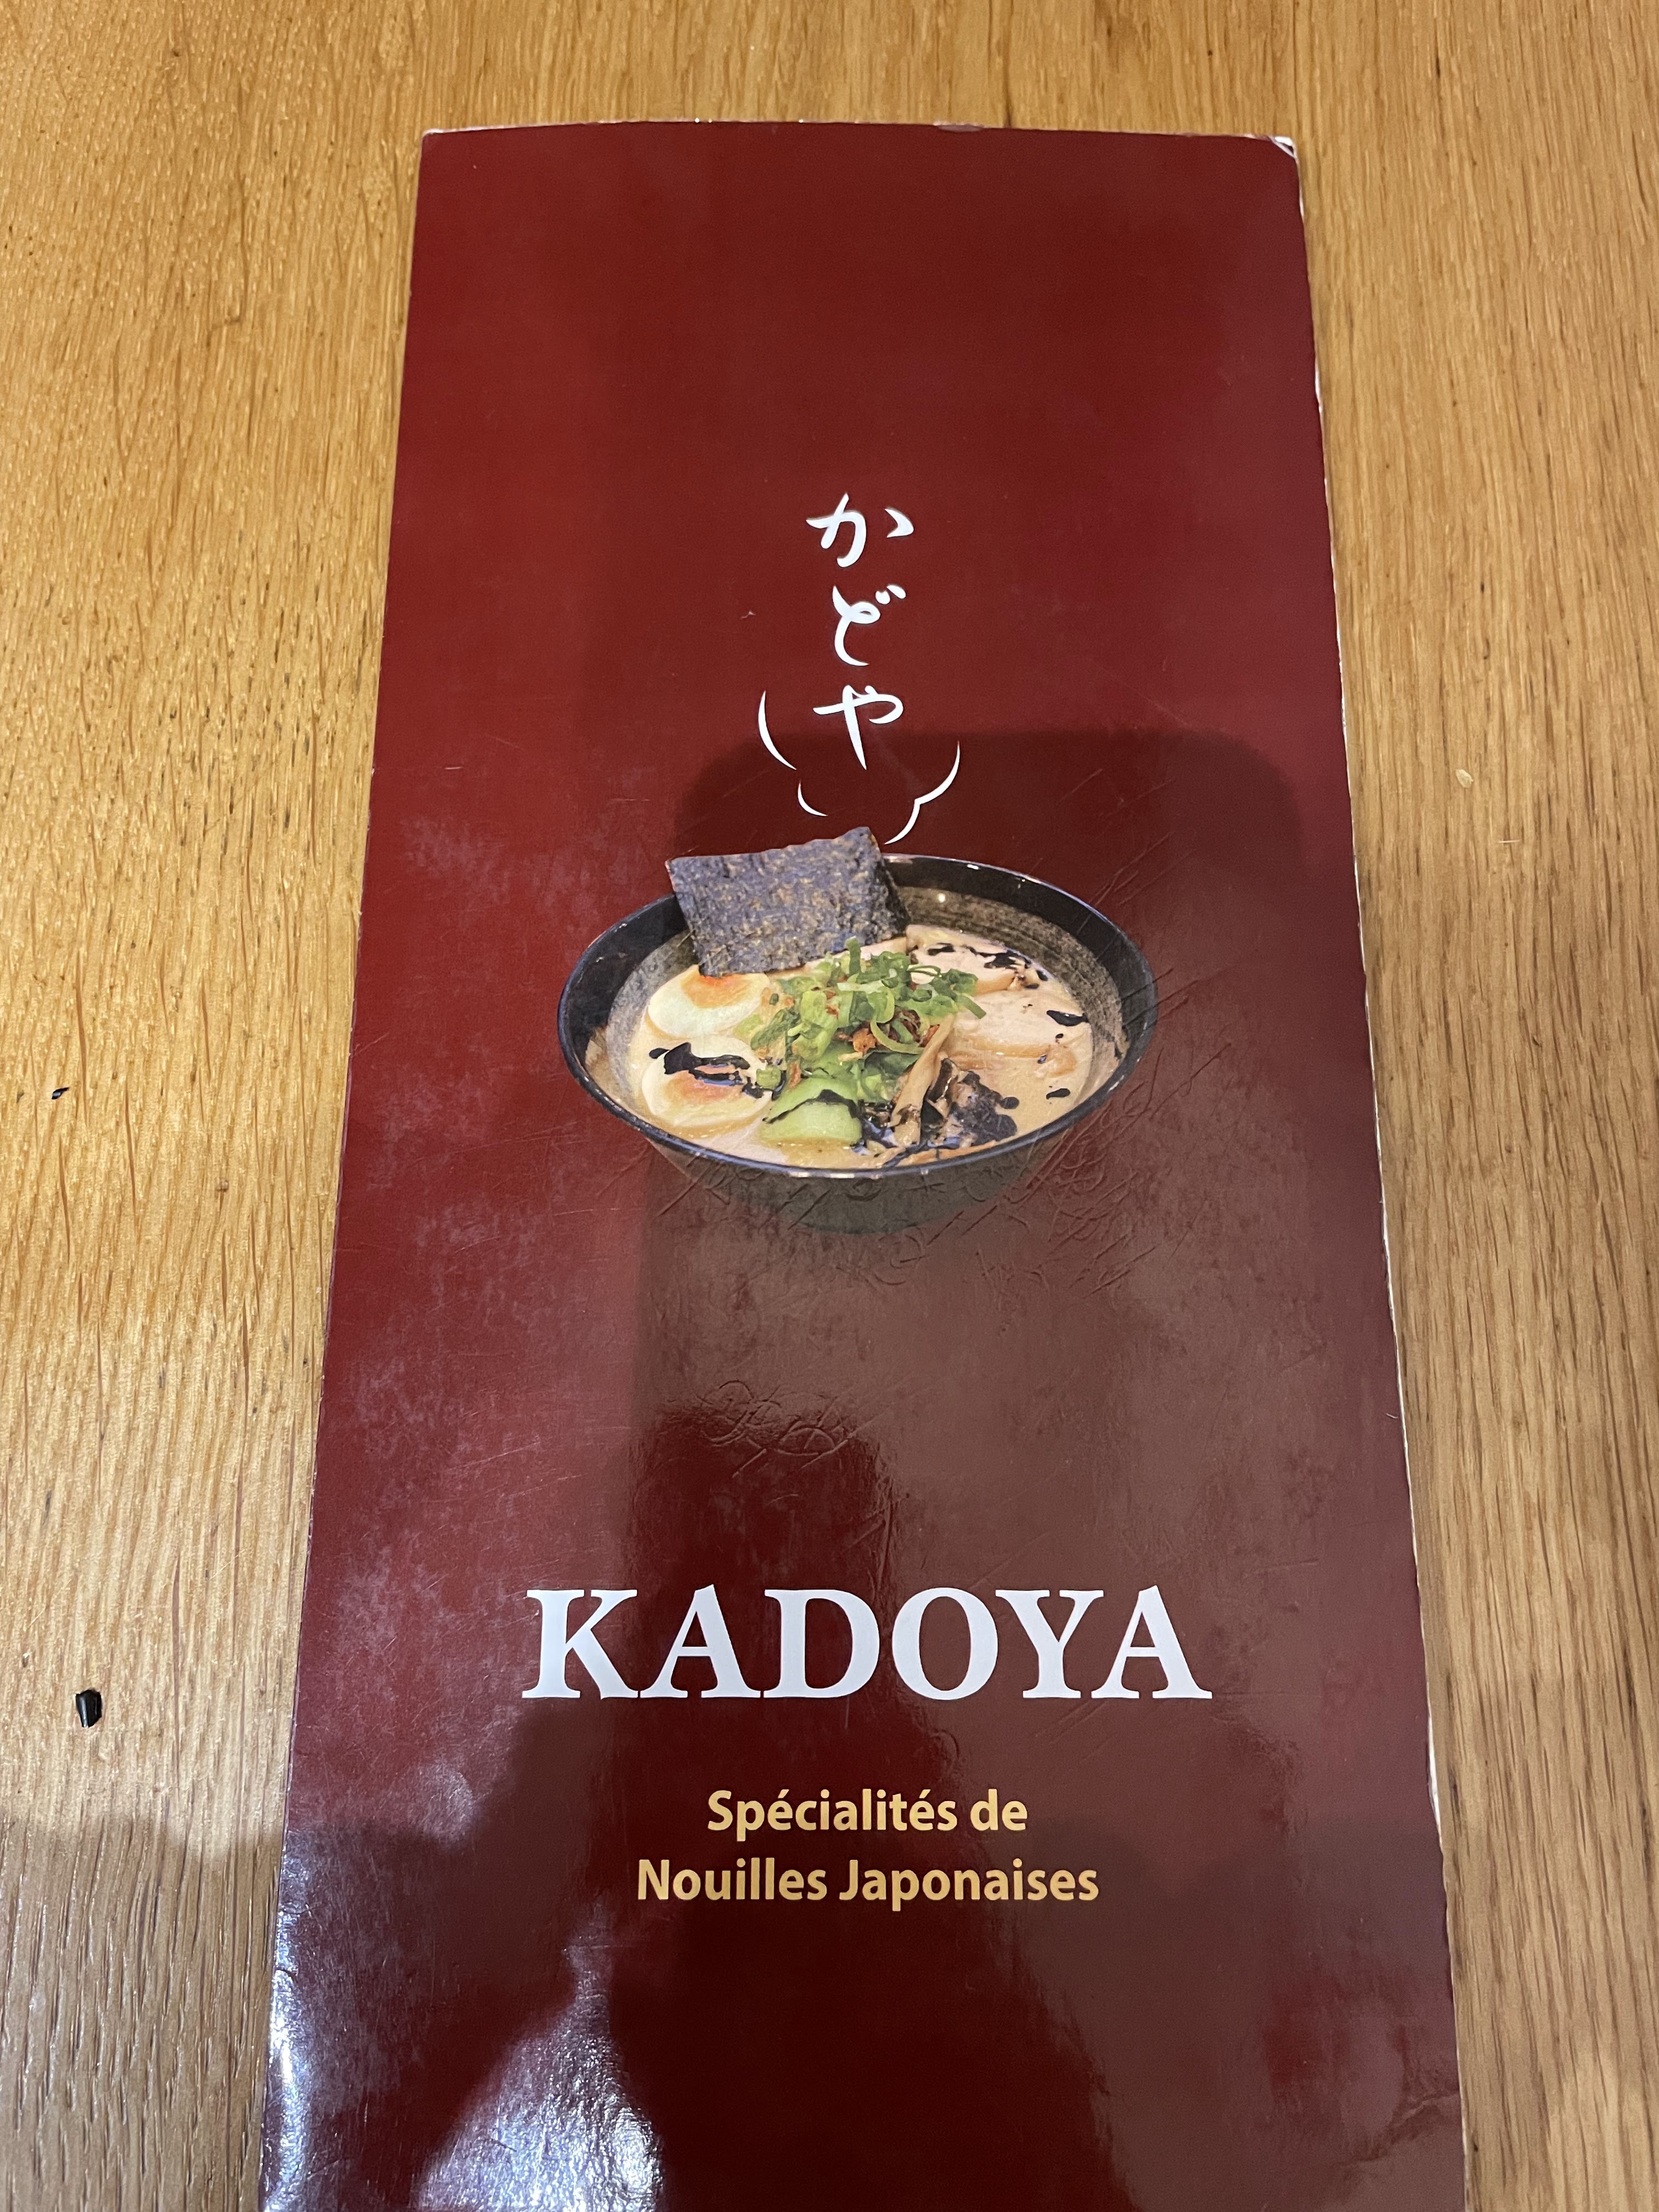 かどや
KADOYA
Spécialités de
Nouilles Japonaises